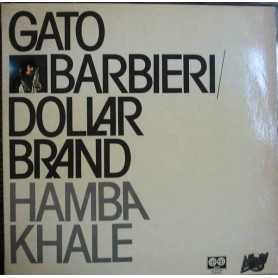 GATO
BARBIERI/
DOLLAR
BRAND
HAMBA
KHALE